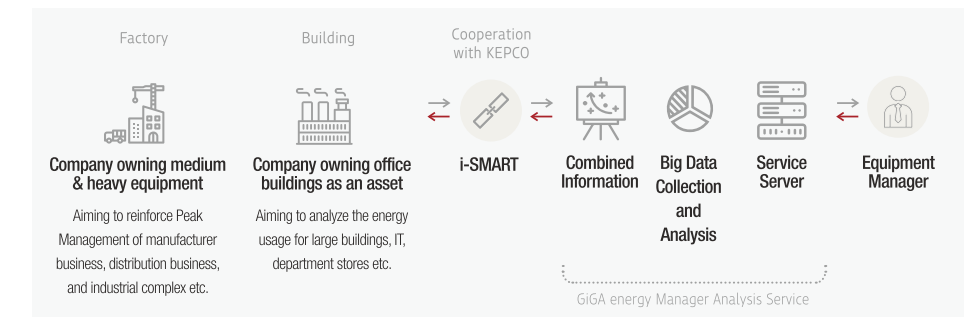 Factory
Company owning medium
& heavy equipment
Aiming to reinforce Peak
Management of manufacturer
business, distribution business,
and industrial complex etc.
Building
Company owning office
buildings as an asset
Aiming to analyze the energy
usage for large buildings, IT,
department stores etc.
Cooperation
with KEPCO
i-SMART
Combined
Information
Big Data
Collection
and
Analysis
Service
Server
GiGA energy Manager Analysis Service
Equipment
Manager